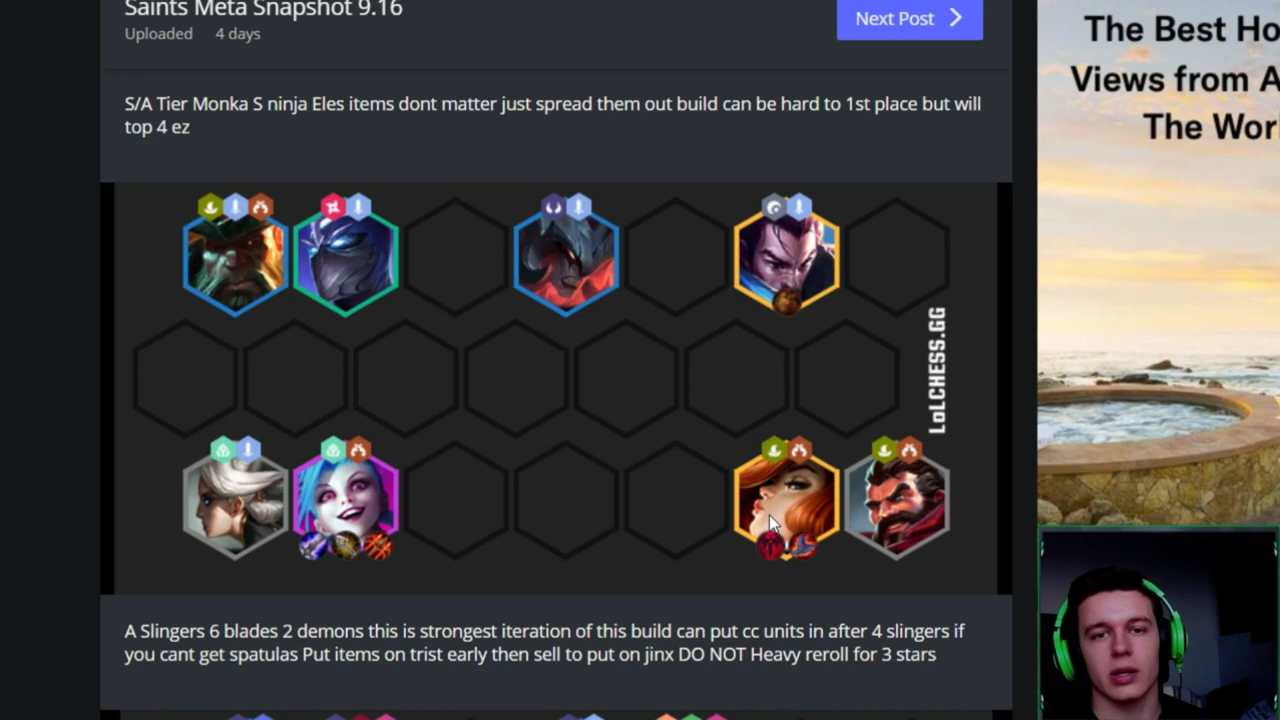 Saints Meta Snapshot 9.16
Uploaded 4 days
Next Post
S/A Tier Monka S ninja Eles items dont matter just spread them out build can be hard to 1st place but will
top 4 ez
LoLCHESS.GG
A Slingers 6 blades 2 demons this is strongest iteration of this build can put cc units in after 4 slingers if
you cant get spatulas Put items on trist early then sell to put on jinx DO NOT Heavy reroll for 3 stars
The Best Ho
Views from A
The Worl